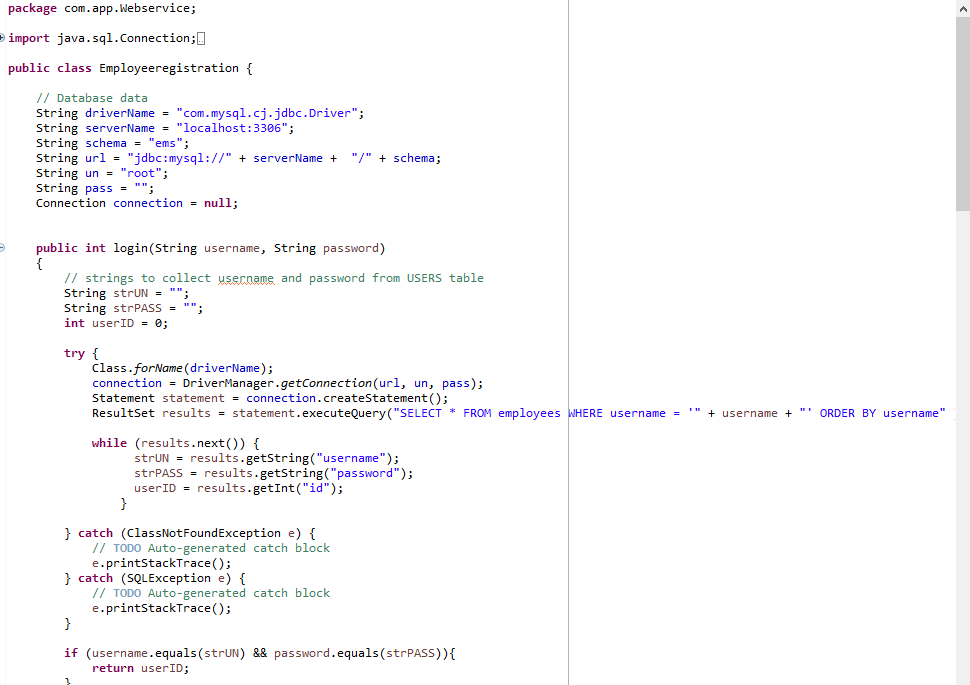 package com.app.Webservice;
import java.sql.Connection;
public class Employeeregistration {
// Database data
String driverName = "com.mysql.cj.jdbc.Driver";
String serverName = "localhost:3306";
String schema = "ems";
String url = "jdbc:mysql://" + serverName +  "/" + schema;
String un = "root";
String pass = "";
Connection connection = null;
public int login(String username, String password)
{
// strings to collect username and password from USERS table
String strUN = "";
String strPASS = "";
int userID = 0;
try {
Class.forName(driverName);
connection = DriverManager.getConnection(url, un, pass);
Statement statement = connection.createStatement();
ResultSet results = statement.executeQuery("SELECT * FROM employees WHERE username = '" + username + "' ORDER BY username"
while (results.next()) {
strUN = results.getString("username");
strPASS = results.getString("password");
userID = results.getInt("id");
}
} catch (ClassNotFoundException e) {
// TODO Auto-generated catch block
e.printStackTrace();
} catch (SQLException e) {
// TODO Auto-generated catch block
e.printStackTrace();
}
if (username.equals(strUN) && password.equals(strPASS)){
return userID;
}